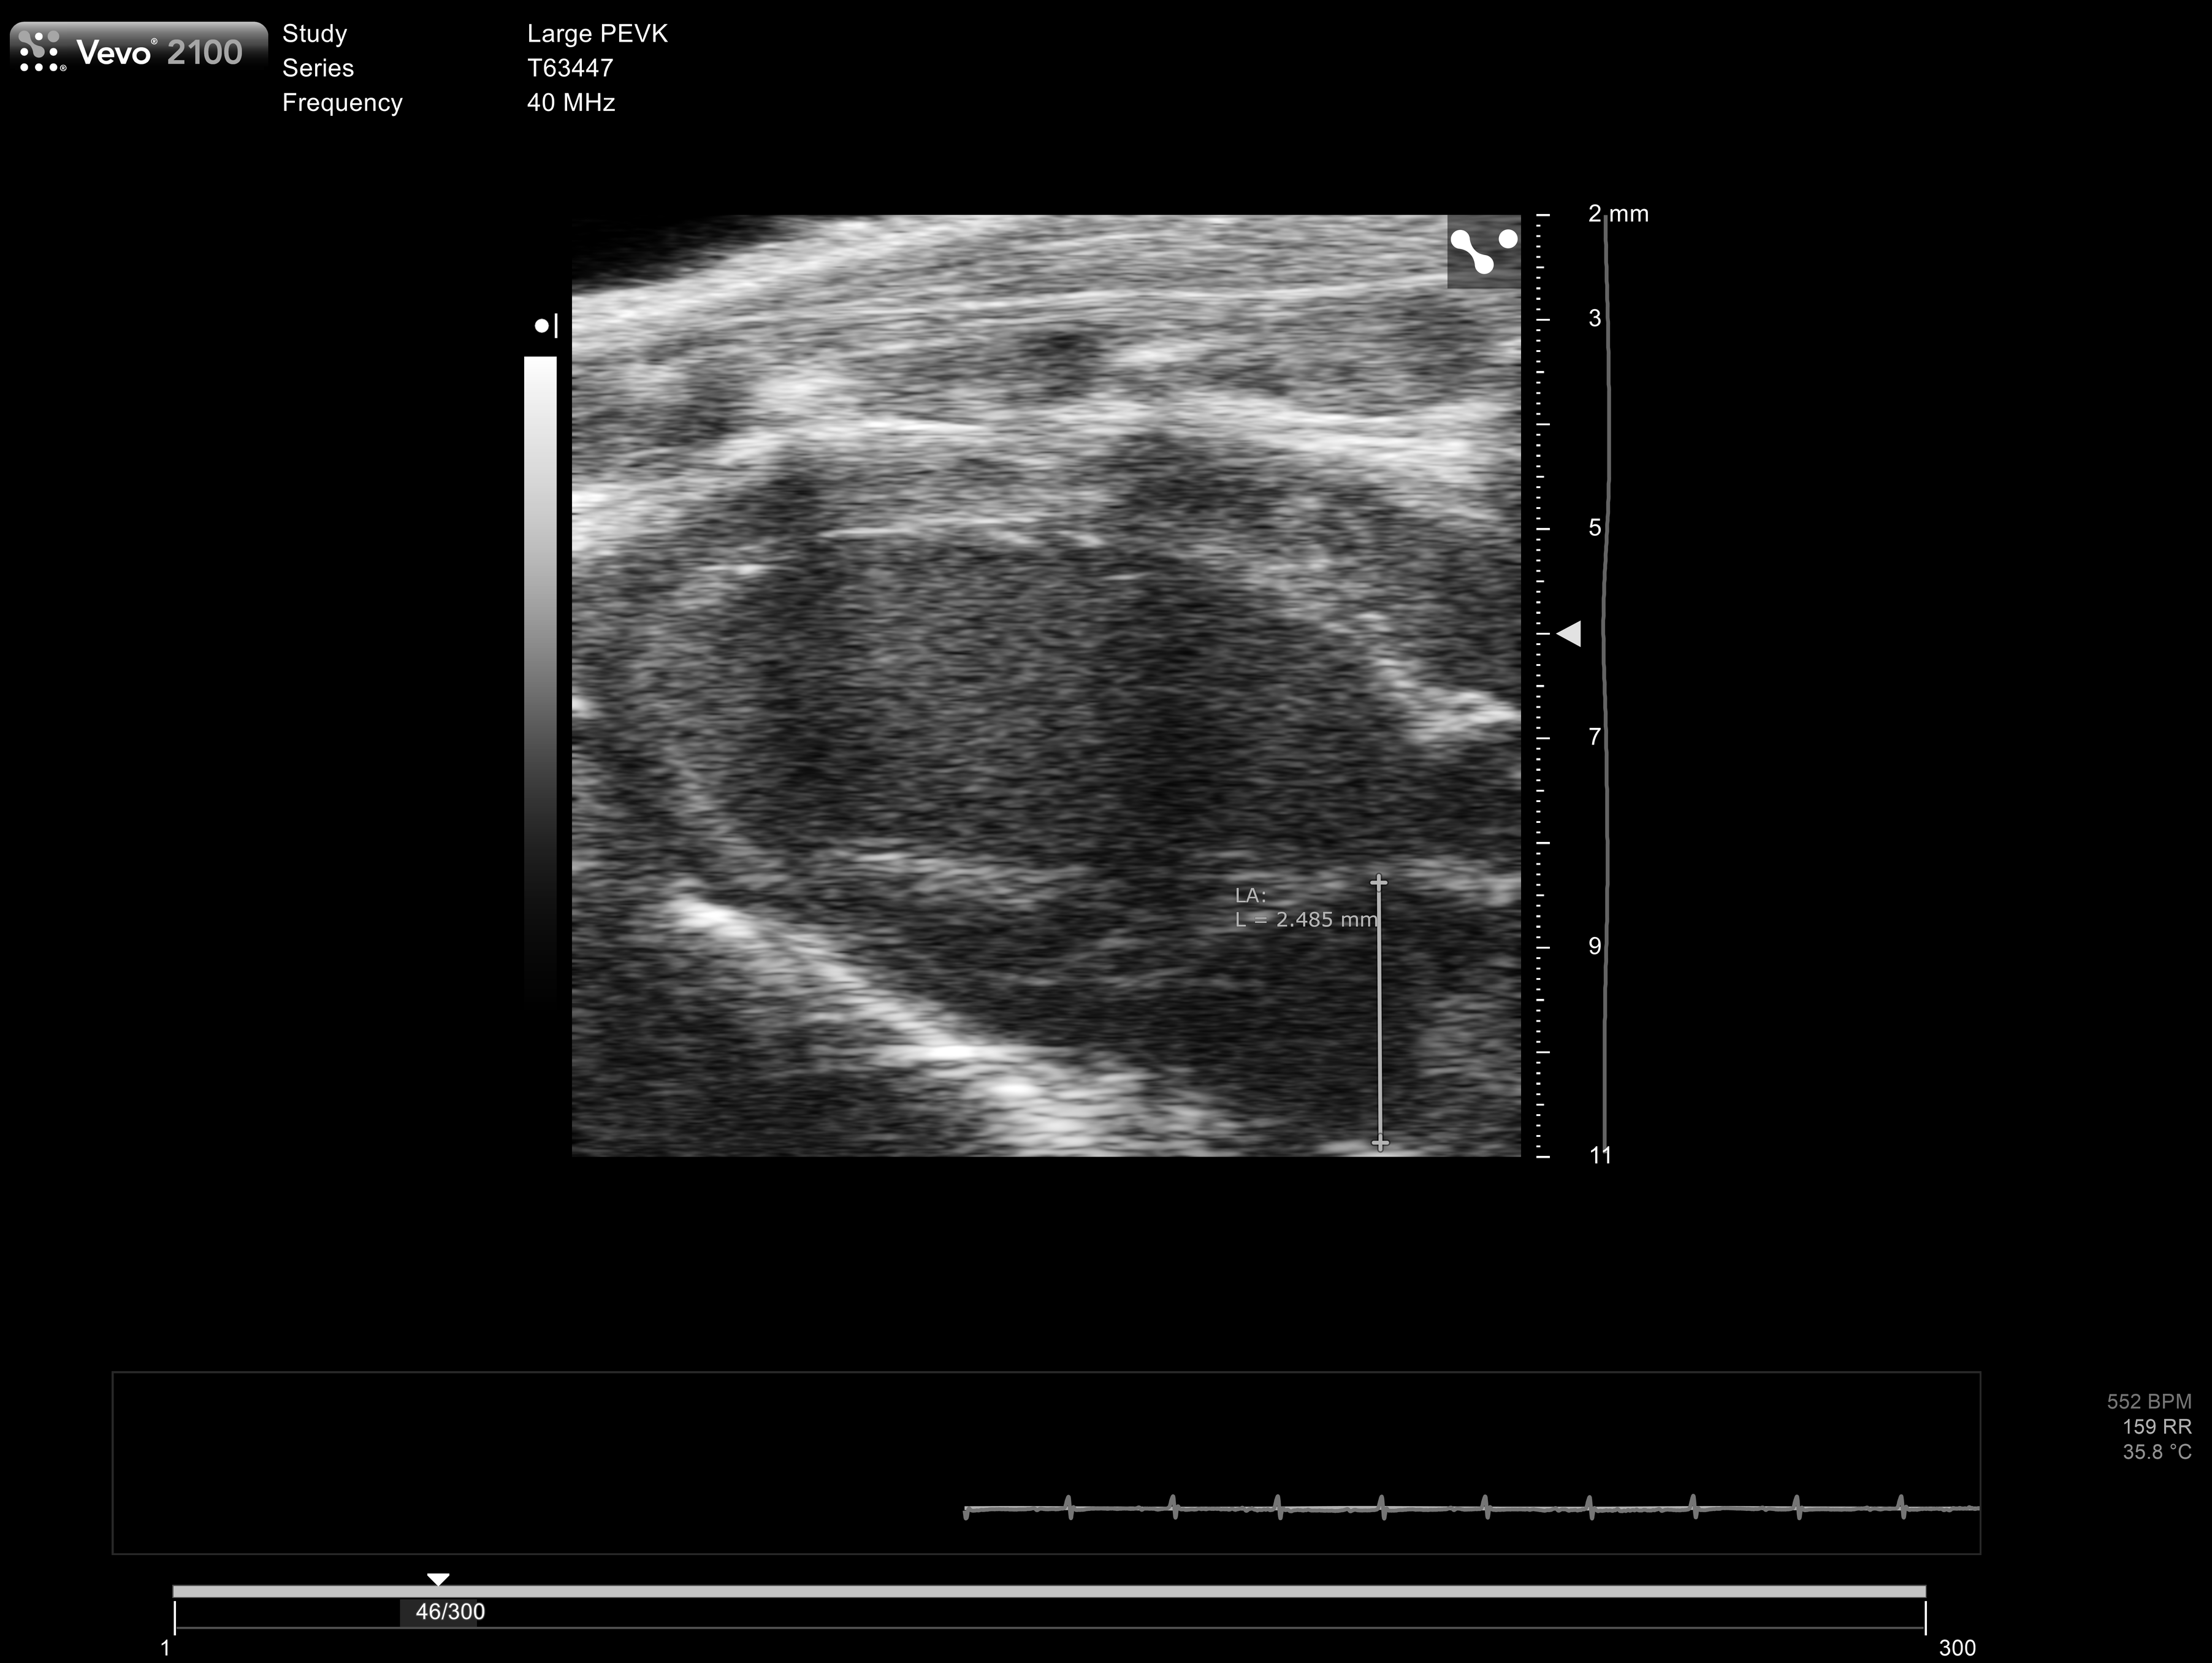 Vevo® 2100
Study Large PEVK
Series T63447
Frequency 40 MHz
2 mm
3
5
7
LA:
L = 2.485 mm
9
11
552 BPM
159 RR
35.8 °C
46/300
1 300